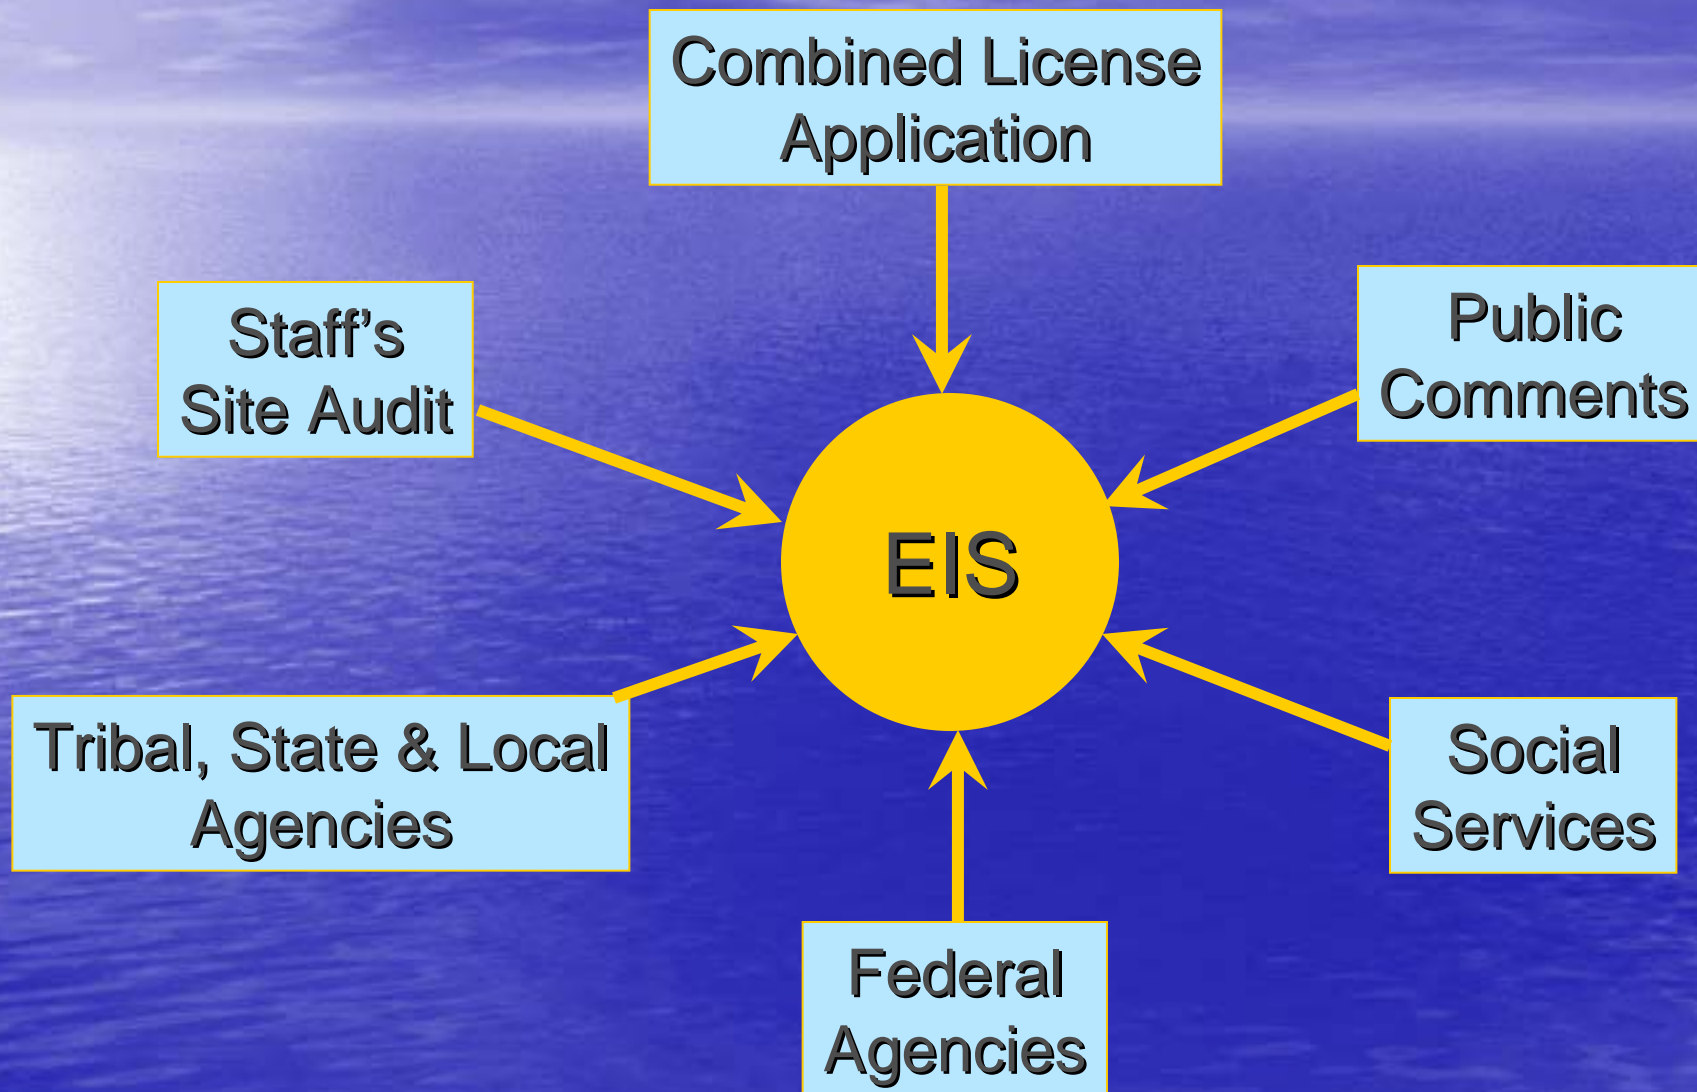 Combined License
Application
Staff’s
Site Audit
Public
Comments
EIS
Tribal, State & Local
Agencies
Social
Services
Federal
Agencies